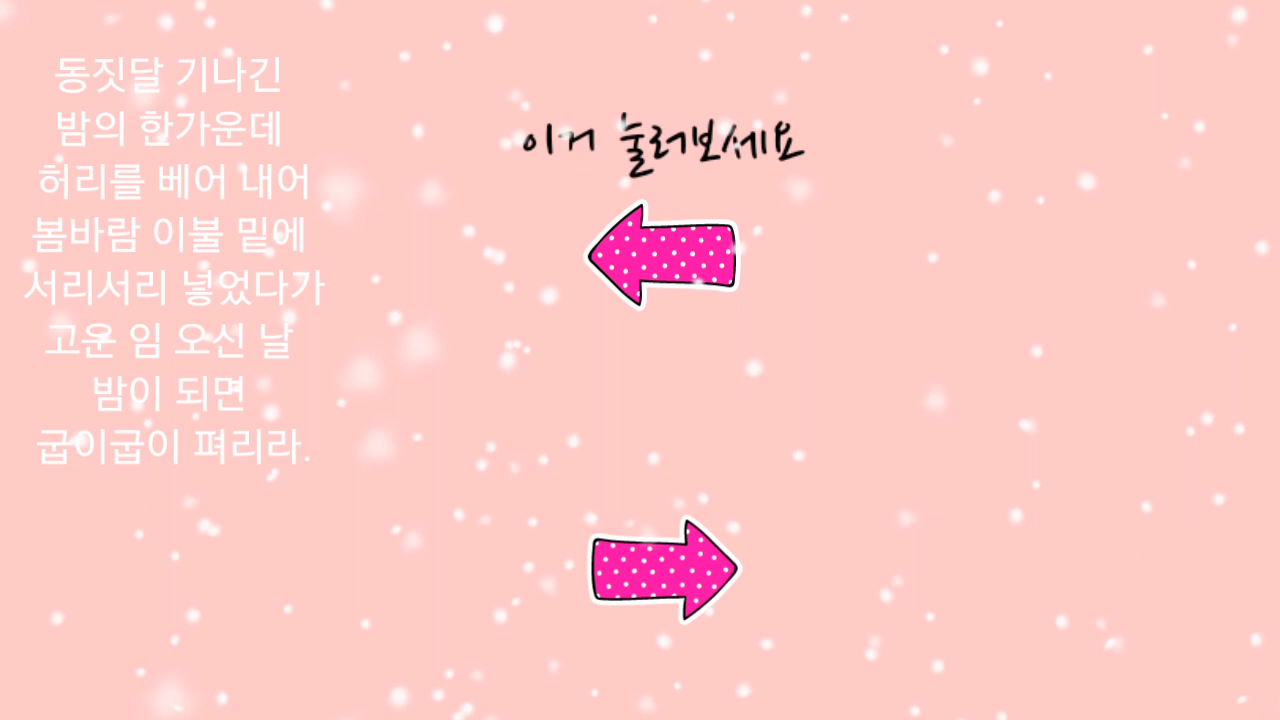 동짓달 기나긴
밤의 한가운데
허리를 베어 내어
봄바람 이불 밑에
서리서리 넣었다가
고운 임 오신 날
밤이 되면
굽이굽이 펴리라.
이거 눌러보세요